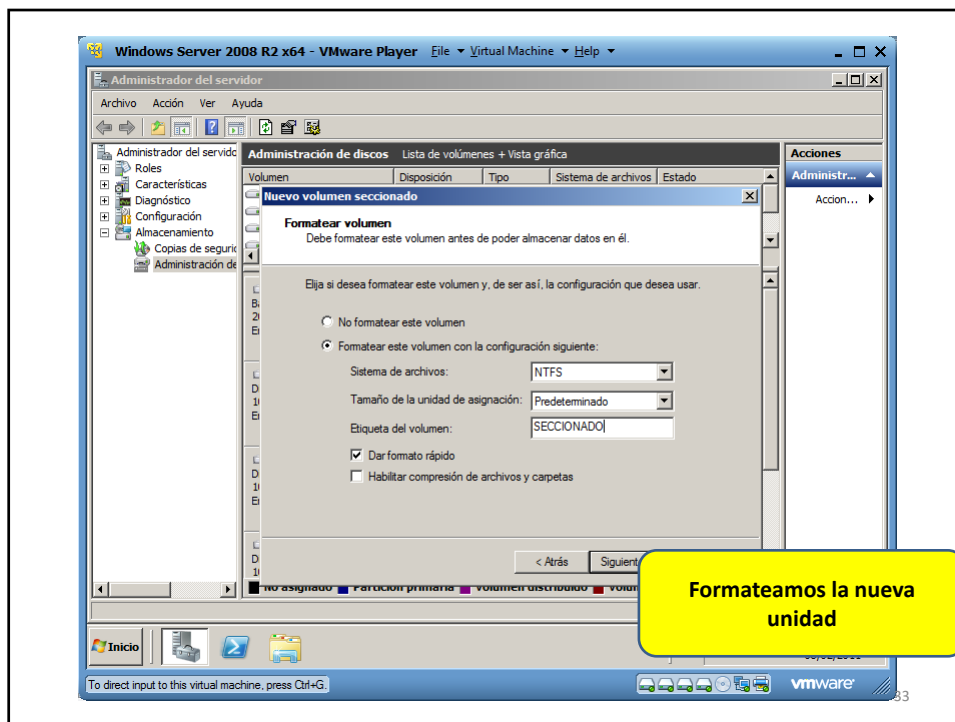 Windows Server 2008 R2 x64 - VMware Player File Virtual Machine Help
Administrador del servidor
Archivo Acción Ver Ayuda
Administrador del servidc
Roles
Características
Diagnóstico
Configuración
Almacenamiento
Copias de seguric
Administración de
Administración de discos Lista de volúmenes + Vista gráfica
Volumen Disposición Tipo Sistema de archivos Estado
Nuevo volumen seccionado
Formatear volumen
Debe formatear este volumen antes de poder almacenar datos en él.
Elija si desea formatear este volumen y, de ser así, la configuración que desea usar.
No formatear este volumen
Formatear este volumen con la configuración siguiente:
Sistema de archivos: NTFS
Tamaño de la unidad de asignación: Predeterminado
Etiqueta del volumen: SECCIONADO
Dar formato rápido
Habilitar compresión de archivos y carpetas
< Atrás Siguient
Acciones
Administr...
Accion...
No asignado Partición primaria Volumen distribuido
Formateamos la nueva
unidad
Inicio
To direct input to this virtual machine, press Ctrl+G.
vmware
33